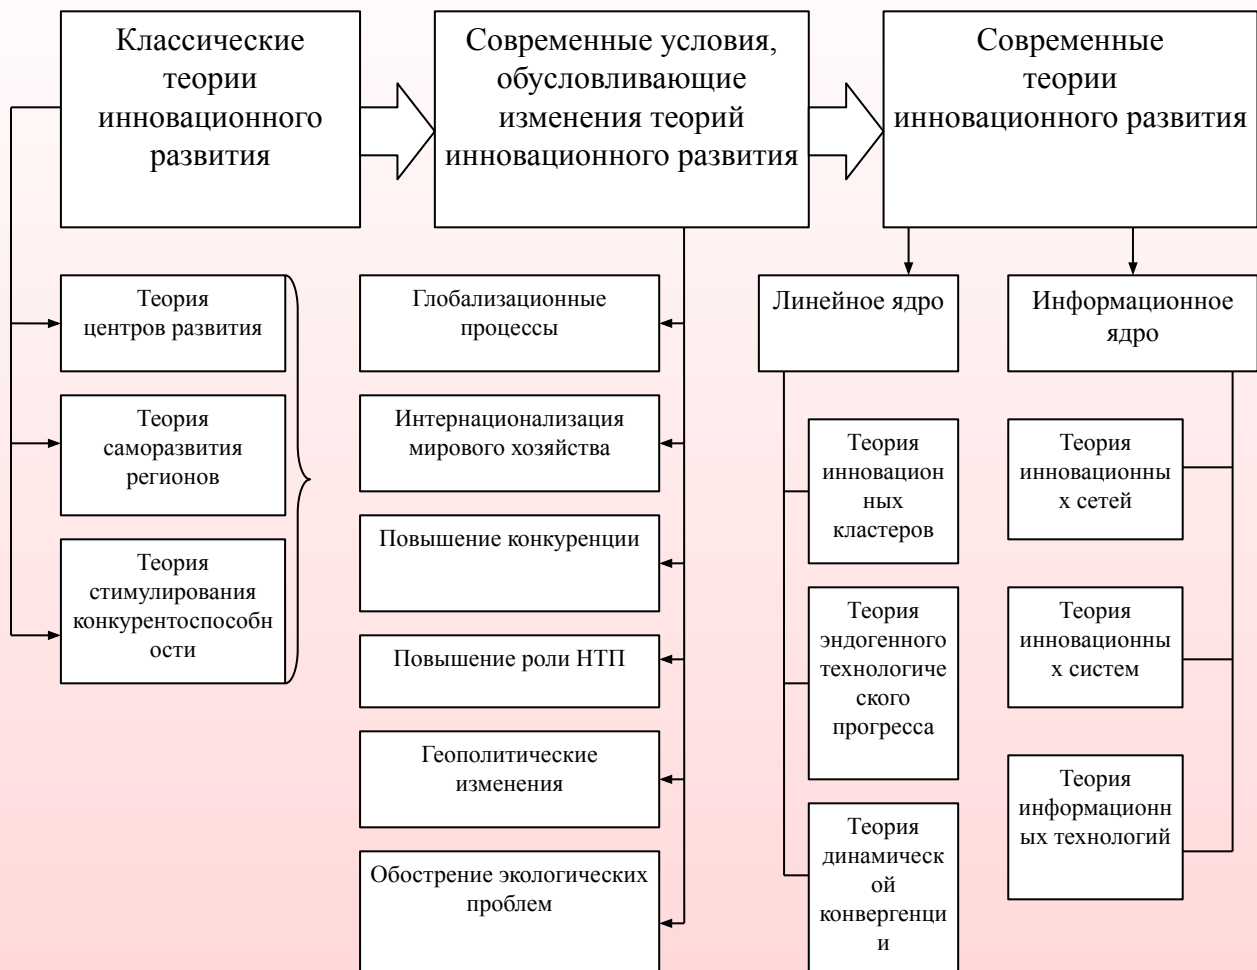 Классические
теории
инновационного
развития
Современные условия,
обусловливающие
изменения теорий
инновационного развития
Современные
теории
инновационного развития
Теория
центров развития
Теория
саморазвития
регионов
Теория
стимулирования
конкурентоспособн
ости
Глобализационные
процессы
Интернационализация
мирового хозяйства
Повышение конкуренции
Повышение роли НТП
Геополитические
изменения
Обострение экологических
проблем
Линейное ядро
Теория
инновацион
ных
кластеров
Теория
эндогенного
технологиче
ского
прогресса
Теория
динамическ
ой
конвергенци
и
Информационное
ядро
Теория
инновационны
х сетей
Теория
инновационны
х систем
Теория
информационн
ых технологий